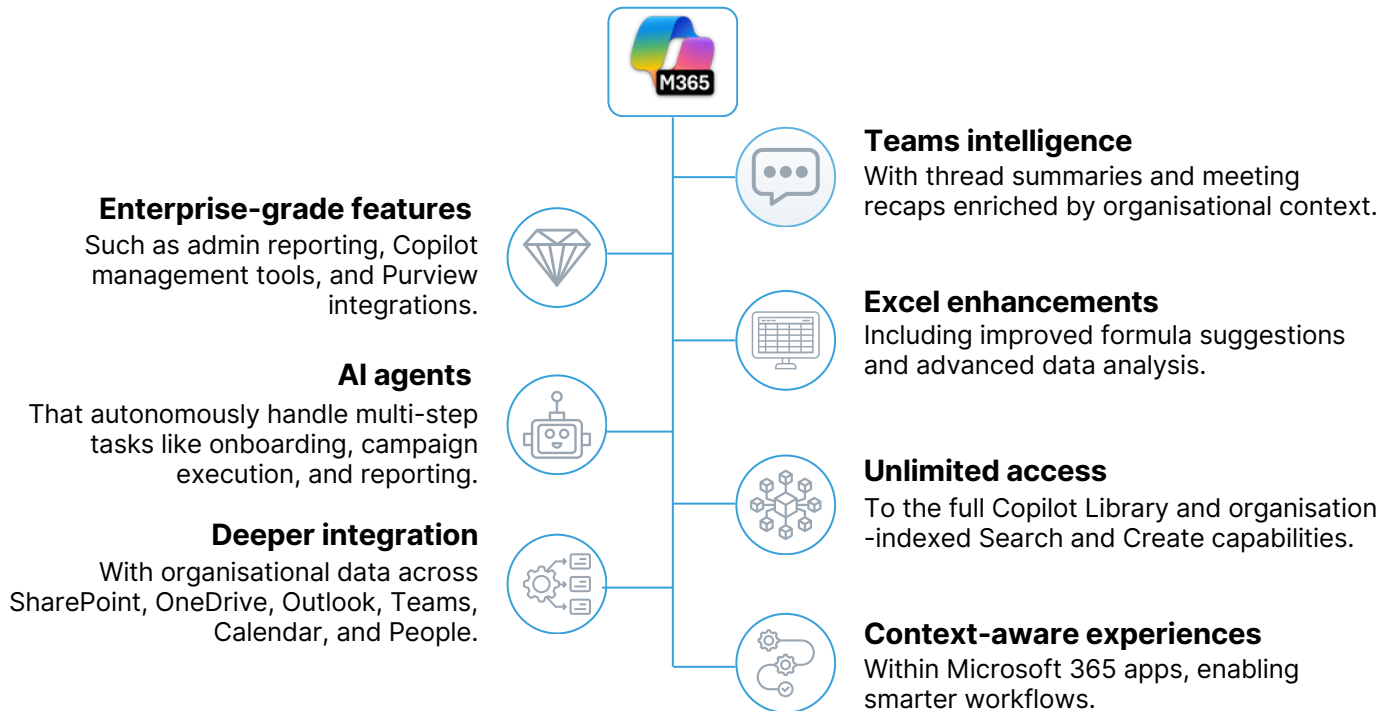 M365
Teams intelligence
With thread summaries and meeting
recaps enriched by organisational context.
Enterprise-grade features
Such as admin reporting, Copilot
management tools, and Purview
integrations.
Excel enhancements
Including improved formula suggestions
and advanced data analysis.
AI agents
That autonomously handle multi-step
tasks like onboarding, campaign
execution, and reporting.
Unlimited access
To the full Copilot Library and organisation
-indexed Search and Create capabilities.
Deeper integration
With organisational data across
SharePoint, OneDrive, Outlook, Teams,
Calendar, and People.
Context-aware experiences
Within Microsoft 365 apps, enabling
smarter workflows.